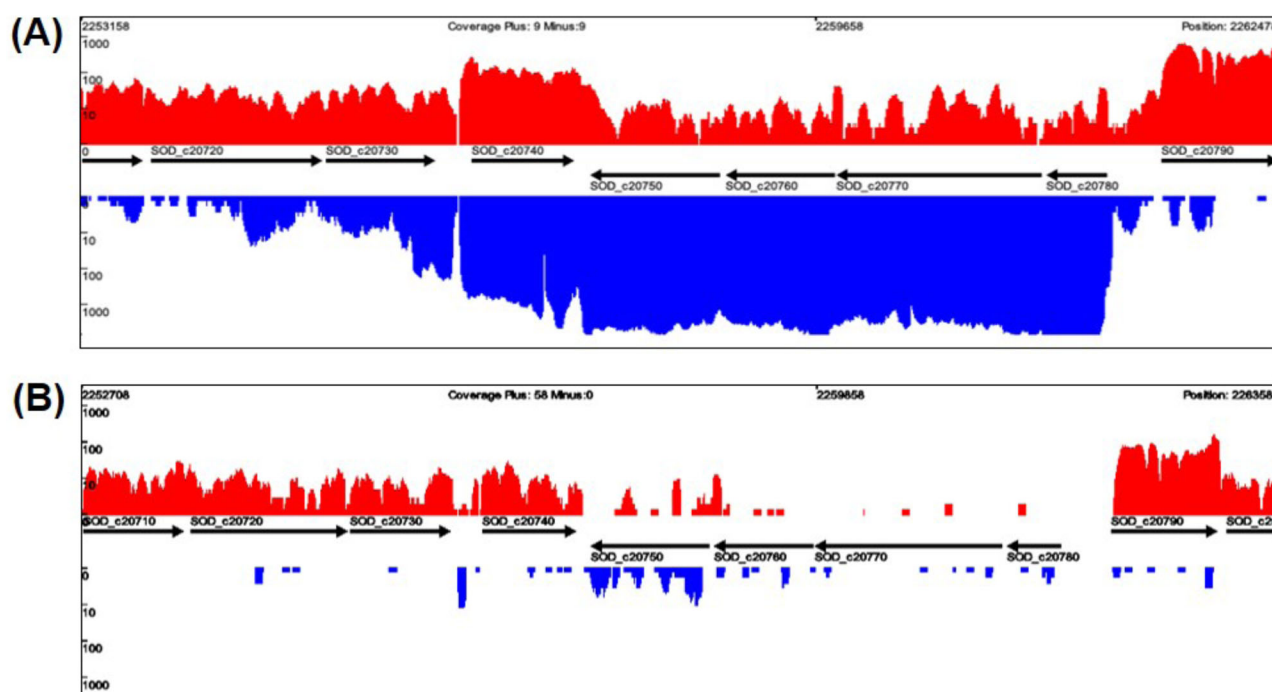 (A)
2253158 Coverage Plus: 9 Minus:9 2259658 Position: 2262478
1000
100
10
0
SOD_c20720 SOD_c20730 SOD_c20740 SOD_c20790
SOD_c20750 SOD_c20760 SOD_c20770 SOD_c20780
10
100
1000
(B)
2252708 Coverage Plus: 58 Minus:0 2259858 Position: 226358
1000
100
10
SOD_c20710 SOD_c20720 SOD_c20730 SOD_c20740 SOD_c20790 SOD_c2
SOD_c20750 SOD_c20760 SOD_c20770 SOD_c20780
0
10
100
1000